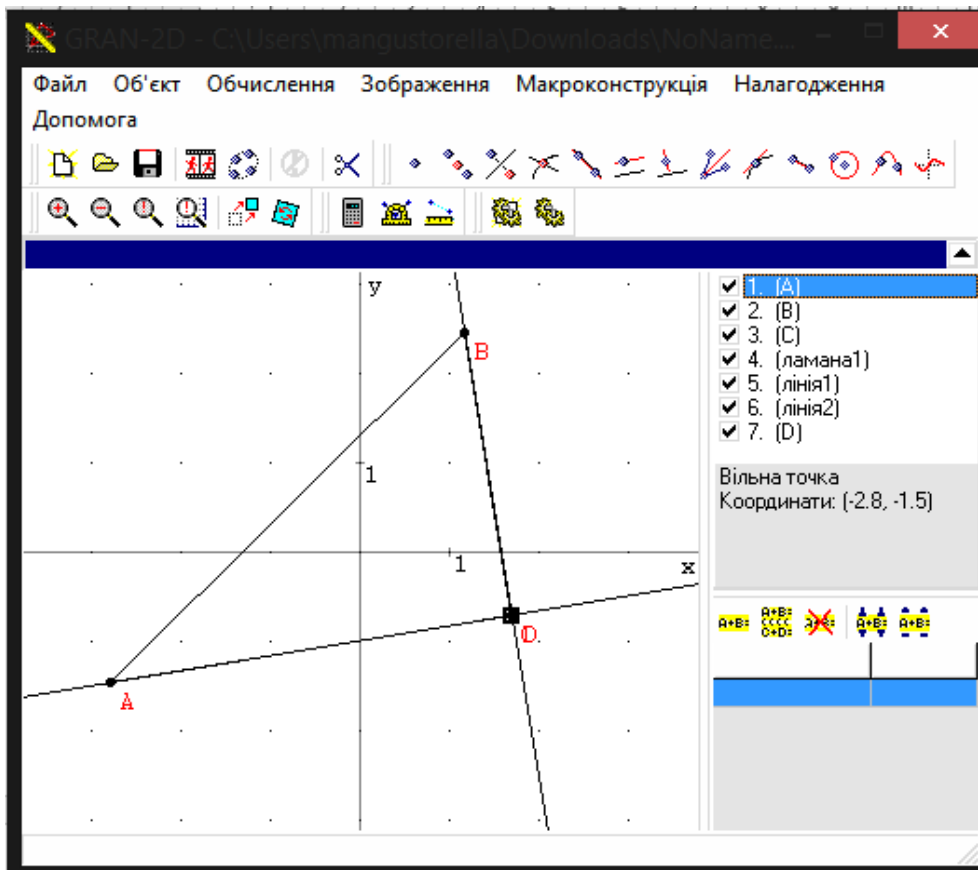 GRAN-2D - C:\Users\mangustoreva\Downloads\NoName....
Файл Об'єкт Обчислення Зображення Макроконструкція Налагодження
Допомога
y
B
1
1
x
A
1. (A)
2. (B)
3. (C)
4. (ламана1)
5. (лінія1)
6. (лінія2)
7. (D)
Вільна точка
Координати: (-2.8, -1.5)
A+B= A+B= A+B= A+B= A+B=
C+D=